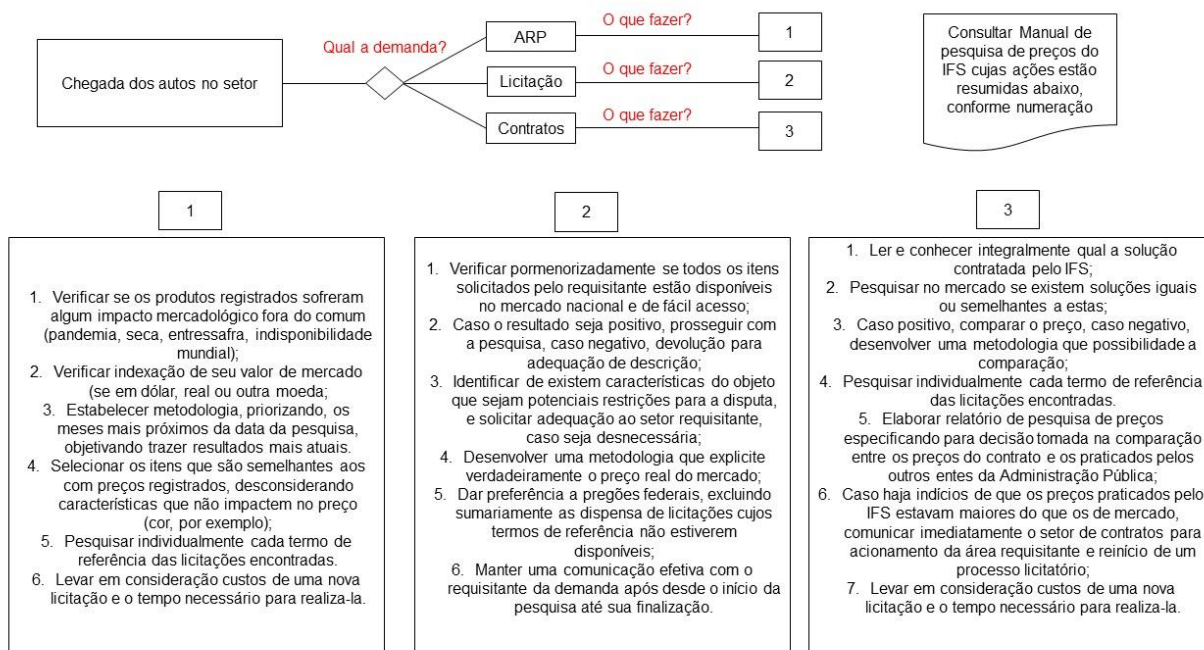 Chegada dos autos no setor
Qual a demanda?
ARP
O que fazer?
1
Licitação
O que fazer?
2
Contratos
O que fazer?
3
Consultar Manual de
pesquisa de preços do
IFS cujas ações estão
resumidas abaixo,
conforme numeração
1
1. Verificar se os produtos registrados sofreram
algum impacto mercadológico fora do comum
(pandemia, seca, entressafra, indisponibilidade
mundial);
2. Verificar indexação de seu valor de mercado
(se em dólar, real ou outra moeda;
3. Estabelecer metodologia, priorizando, os
meses mais próximos da data da pesquisa,
objetivando trazer resultados mais atuais.
4. Selecionar os itens que são semelhantes aos
com preços registrados, desconsiderando
características que não impactem no preço
(cor, por exemplo);
5. Pesquisar individualmente cada termo de
referência das licitações encontradas.
6. Levar em consideração custos de uma nova
licitação e o tempo necessário para realiza-la.
2
1. Verificar pormenorizadamente se todos os itens
solicitados pelo requisitante estão disponíveis
no mercado nacional e de fácil acesso;
2. Caso o resultado seja positivo, prosseguir com
a pesquisa, caso negativo, devolução para
adequação de descrição;
3. Identificar de existem características do objeto
que sejam potenciais restrições para a disputa,
e solicitar adequação ao setor requisitante,
caso seja desnecessária;
4. Desenvolver uma metodologia que explicite
verdadeiramente o preço real do mercado;
5. Dar preferência a pregões federais, excluindo
sumariamente as dispensa de licitações cujos
termos de referência não estiverem
disponíveis;
6. Manter uma comunicação efetiva com o
requisitante da demanda após desde o início da
pesquisa até sua finalização.
3
1. Ler e conhecer integralmente qual a solução
contratada pelo IFS;
2. Pesquisar no mercado se existem soluções iguais
ou semelhantes a estas;
3. Caso positivo, comparar o preço, caso negativo,
desenvolver uma metodologia que possibilidade a
comparação;
4. Pesquisar individualmente cada termo de referência
das licitações encontradas.
5. Elaborar relatório de pesquisa de preços
especificando para decisão tomada na comparação
entre os preços do contrato e os praticados pelos
outros entes da Administração Pública;
6. Caso haja indícios de que os preços praticados pelo
IFS estavam maiores do que os de mercado,
comunicar imediatamente o setor de contratos para
acionamento da área requisitante e reinício de um
processo licitatório;
7. Levar em consideração custos de uma nova
licitação e o tempo necessário para realiza-la.